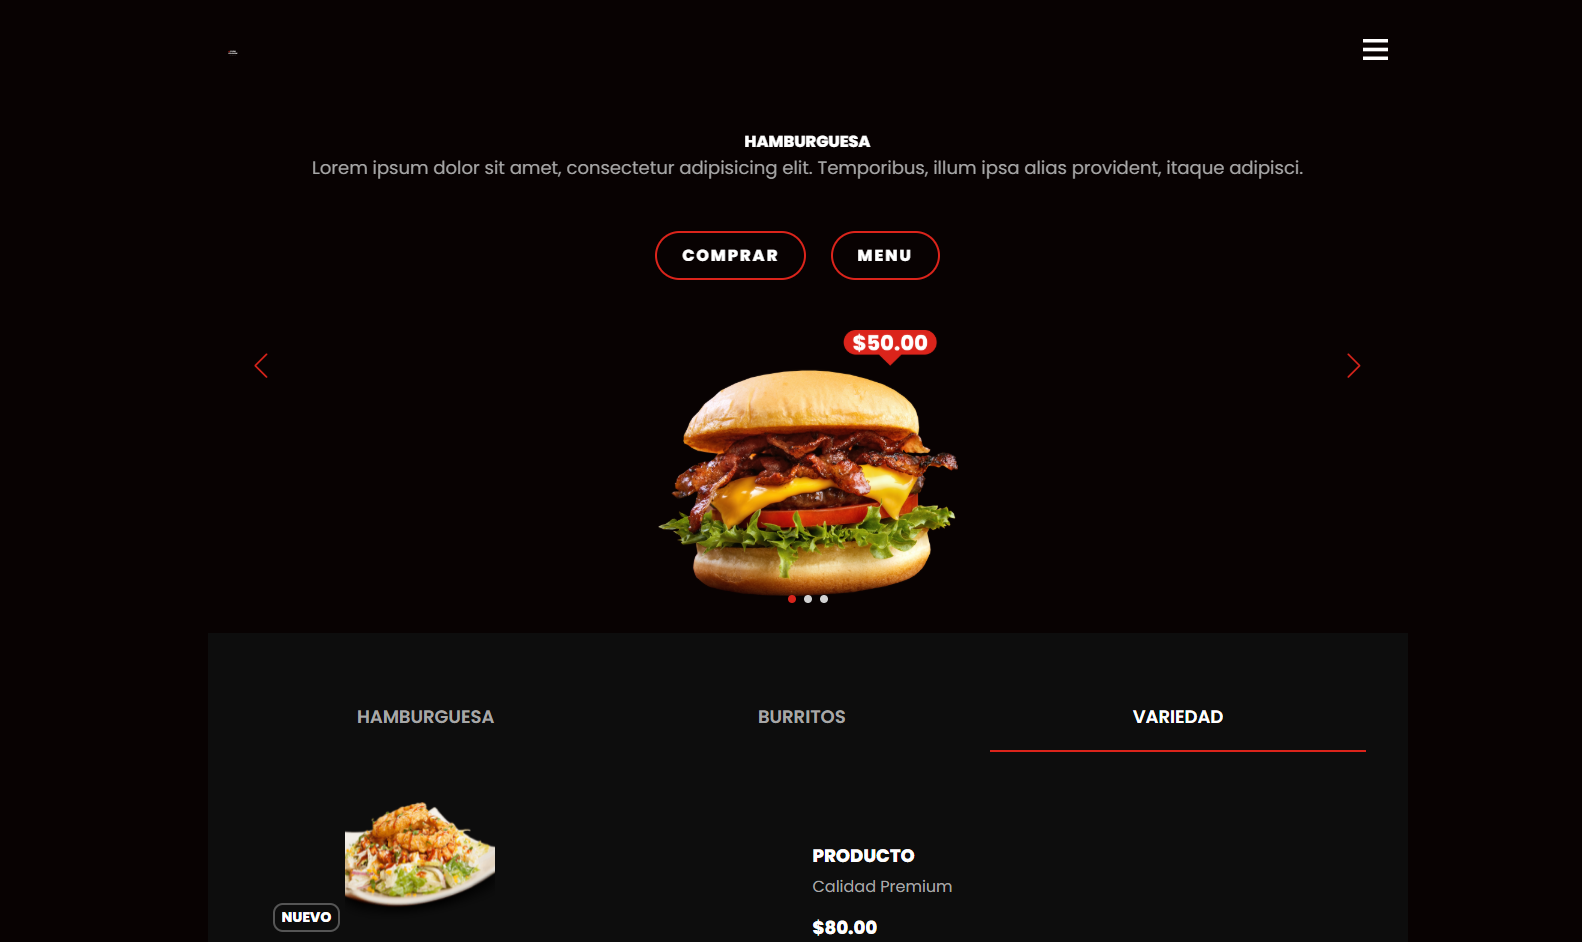 HAMBURGUESA
Lorem ipsum dolor sit amet, consectetur adipisicing elit. Temporibus, illum ipsa alias provident, itaque adipisci.
COMPRAR
MENU
$50.00
HAMBURGUESA
BURRITOS
VARIEDAD
PRODUCTO
Calidad Premium
NUEVO
$80.00